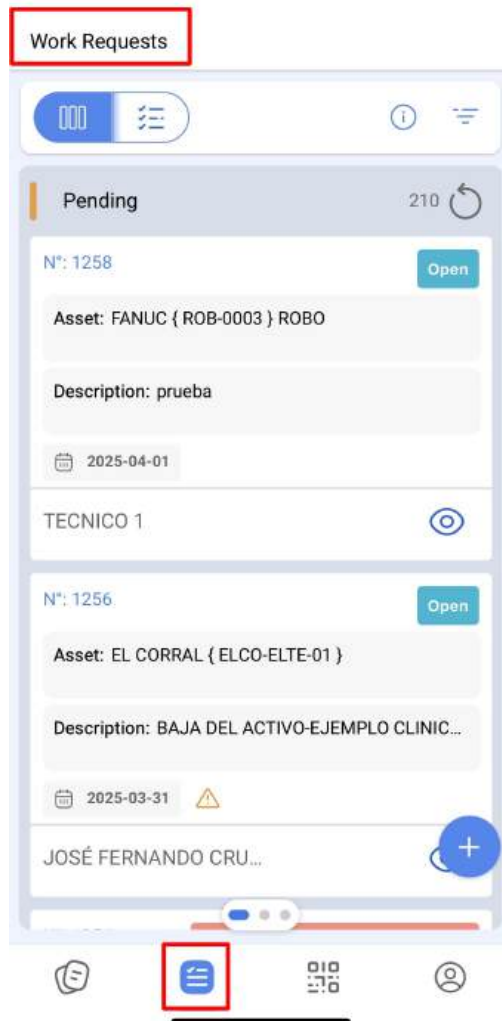 Work Requests
Pending
210
N°: 1258
Open
Asset: FANUC { ROB-0003 } ROBO
Description: prueba
2025-04-01
TECNICO 1
N°: 1256
Open
Asset: EL CORRAL { ELCO-ELTE-01 }
Description: BAJA DEL ACTIVO-EJEMPLO CLINIC...
2025-03-31
JOSÉ FERNANDO CRU...